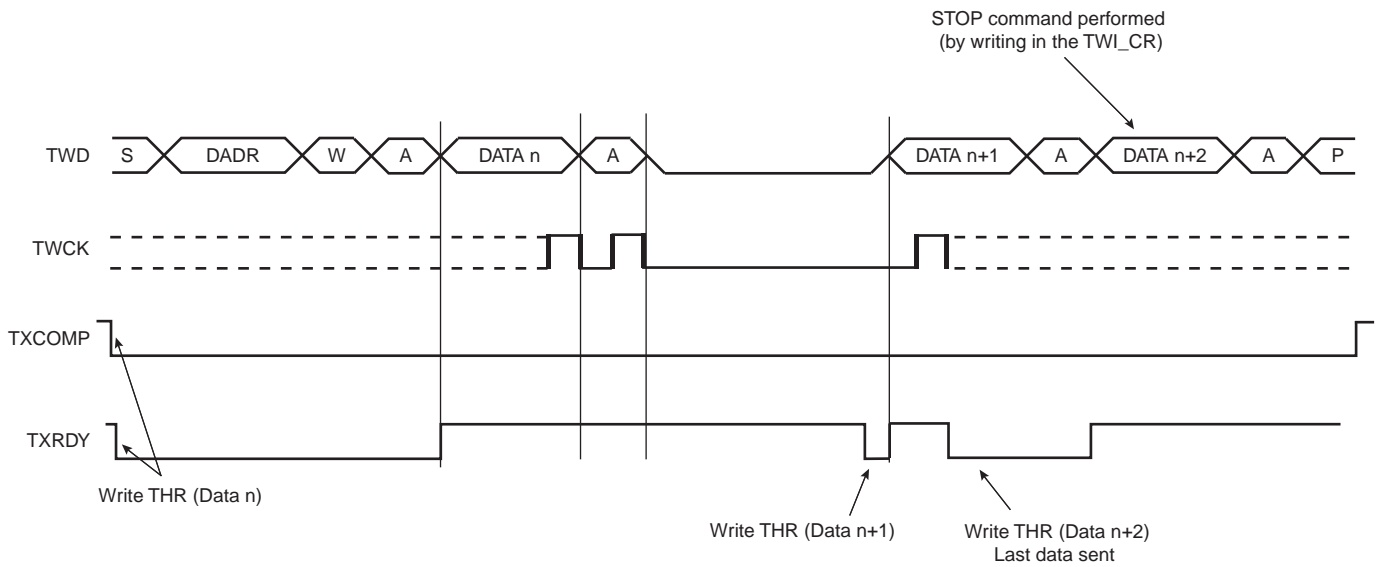 STOP command performed
(by writing in the TWI_CR)
TWD S DADR W A DATA n A DATA n+1 A DATA n+2 A P
TWCK
TXCOMP
TXRDY
Write THR (Data n)
Write THR (Data n+1)
Write THR (Data n+2)
Last data sent